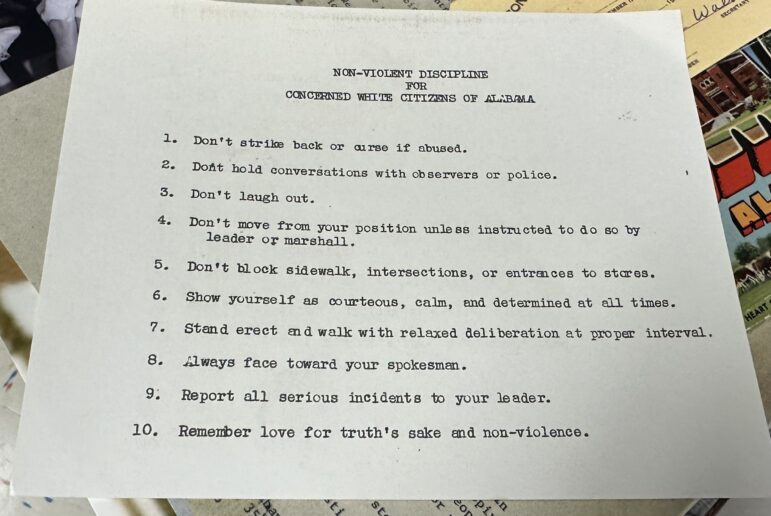 NON-VIOLENT DISCIPLINE
FOR
CONCERNED WHITE CITIZENS OF ALABAMA
1. Don't strike back or curse if abused.
2. Dont hold conversations with observers or police.
3. Don't laugh out.
4. Don't move from your position unless instructed to do so by
leader or marshall.
5. Don't block sidewalk, intersections, or entrances to stores.
6. Show yourself as courteous, calm, and determined at all times.
7. Stand erect and walk with relaxed deliberation at proper interval.
8. Always face toward your spokesman.
9. Report all serious incidents to your leader.
10. Remember love for truth's sake and non-violence.
SECRETARY
HEART